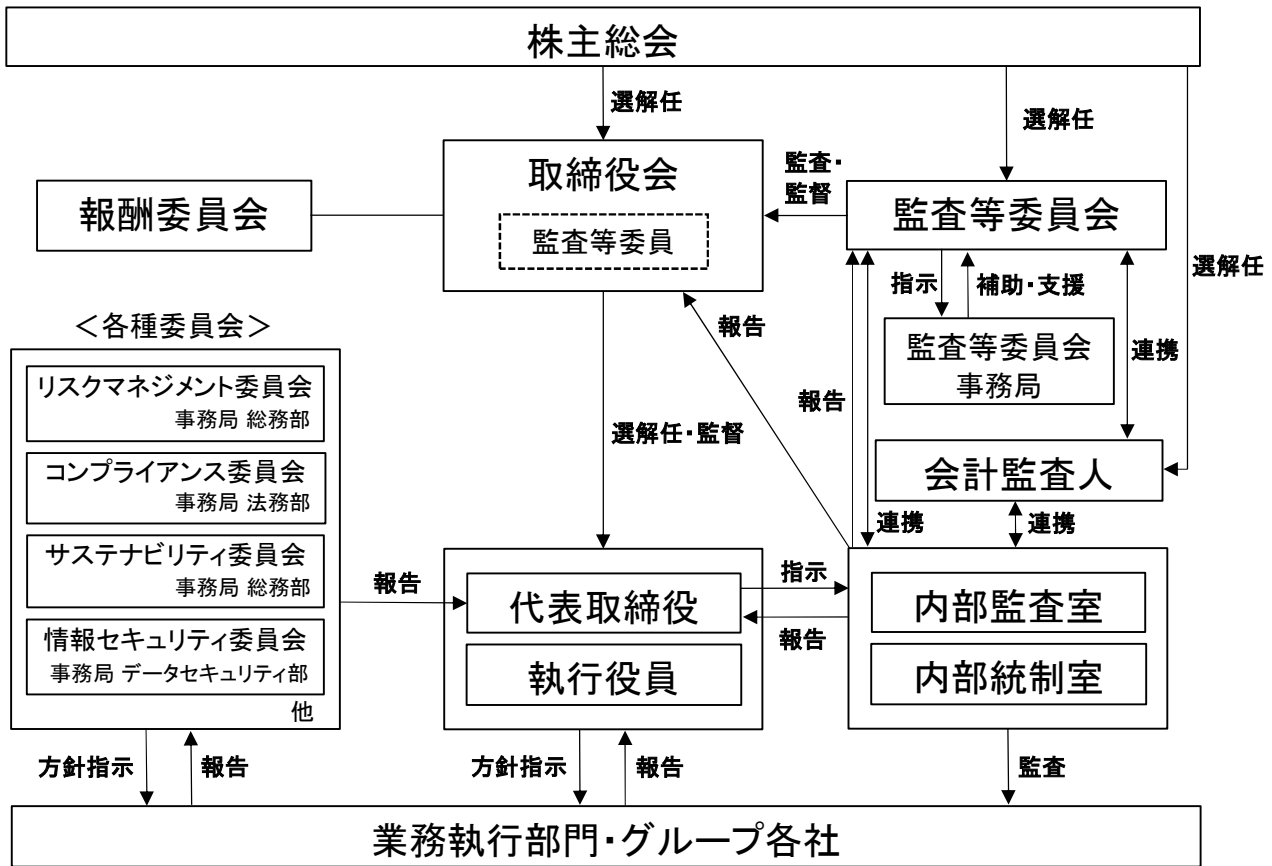 株主総会
選解任
選解任
選解任
取締役会
監査等委員
監査・
監督
報酬委員会
監査等委員会
指示
補助・支援
監査等委員会
事務局
連携
報告
報告
<各種委員会>
リスクマネジメント委員会
事務局 総務部
コンプライアンス委員会
事務局 法務部
サステナビリティ委員会
事務局 総務部
情報セキュリティ委員会
事務局 データセキュリティ部
他
選解任・監督
会計監査人
連携
連携
報告
代表取締役
執行役員
指示
報告
内部監査室
内部統制室
方針指示
報告
方針指示
報告
監査
業務執行部門・グループ各社